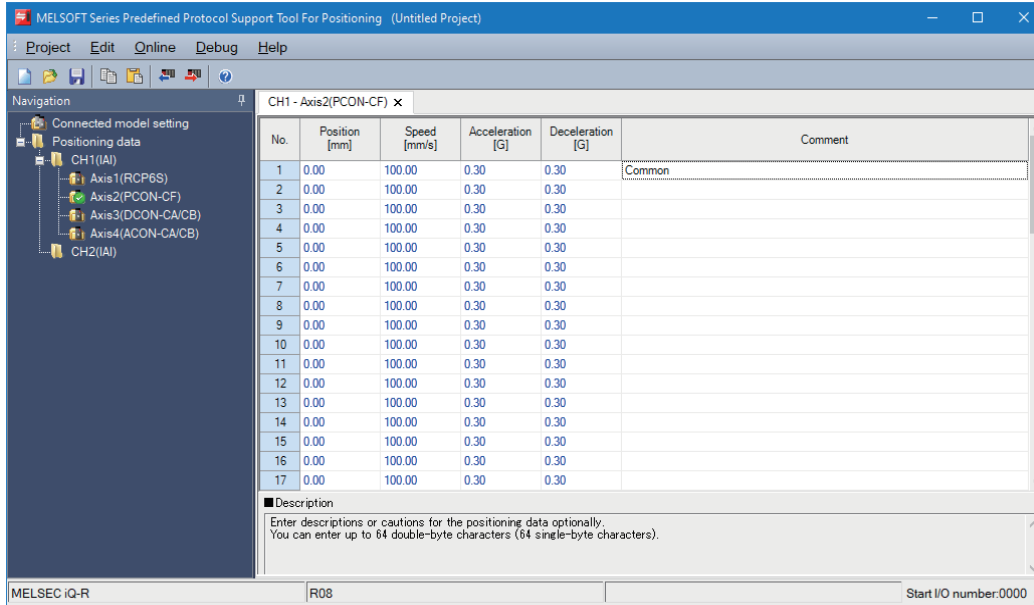 MELSOFT Series Predefined Protocol Support Tool For Positioning (Untitled Project)
Project Edit Online Debug Help
Navigation
Connected model setting
Positioning data
CH1(IAI)
Axis1(RCP6S)
Axis2(PCON-CF)
Axis3(DCON-CA/CB)
Axis4(ACON-CA/CB)
CH2(IAI)
CH1 - Axis2(PCON-CF)
No. Position [mm] Speed [mm/s] Acceleration [G] Deceleration [G] Comment
1 0.00 100.00 0.30 0.30 Common
2 0.00 100.00 0.30 0.30
3 0.00 100.00 0.30 0.30
4 0.00 100.00 0.30 0.30
5 0.00 100.00 0.30 0.30
6 0.00 100.00 0.30 0.30
7 0.00 100.00 0.30 0.30
8 0.00 100.00 0.30 0.30
9 0.00 100.00 0.30 0.30
10 0.00 100.00 0.30 0.30
11 0.00 100.00 0.30 0.30
12 0.00 100.00 0.30 0.30
13 0.00 100.00 0.30 0.30
14 0.00 100.00 0.30 0.30
15 0.00 100.00 0.30 0.30
16 0.00 100.00 0.30 0.30
17 0.00 100.00 0.30 0.30
■Description
Enter descriptions or cautions for the positioning data optionally.
You can enter up to 64 double-byte characters (64 single-byte characters).
MELSEC iQ-R R08 Start I/O number:0000